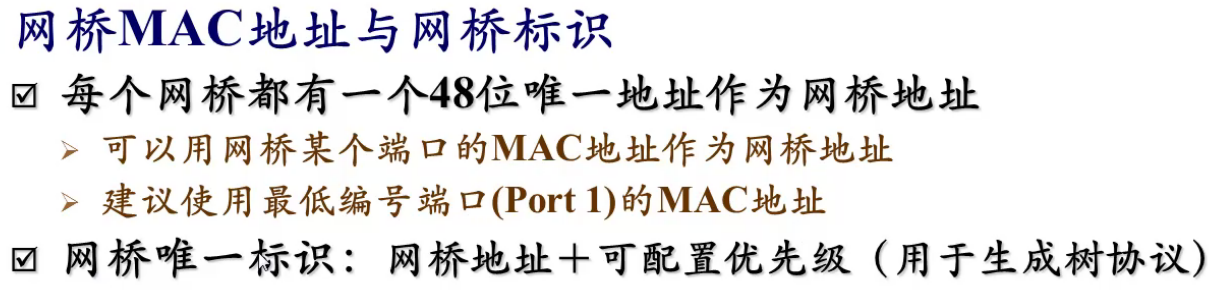 网桥MAC地址与网桥标识
☑ 每个网桥都有一个48位唯一地址作为网桥地址
➢ 可以用网桥某个端口的MAC地址作为网桥地址
➢ 建议使用最低编号端口(Port 1)的MAC地址
☑ 网桥唯一标识：网桥地址＋可配置优先级（用于生成树协议）